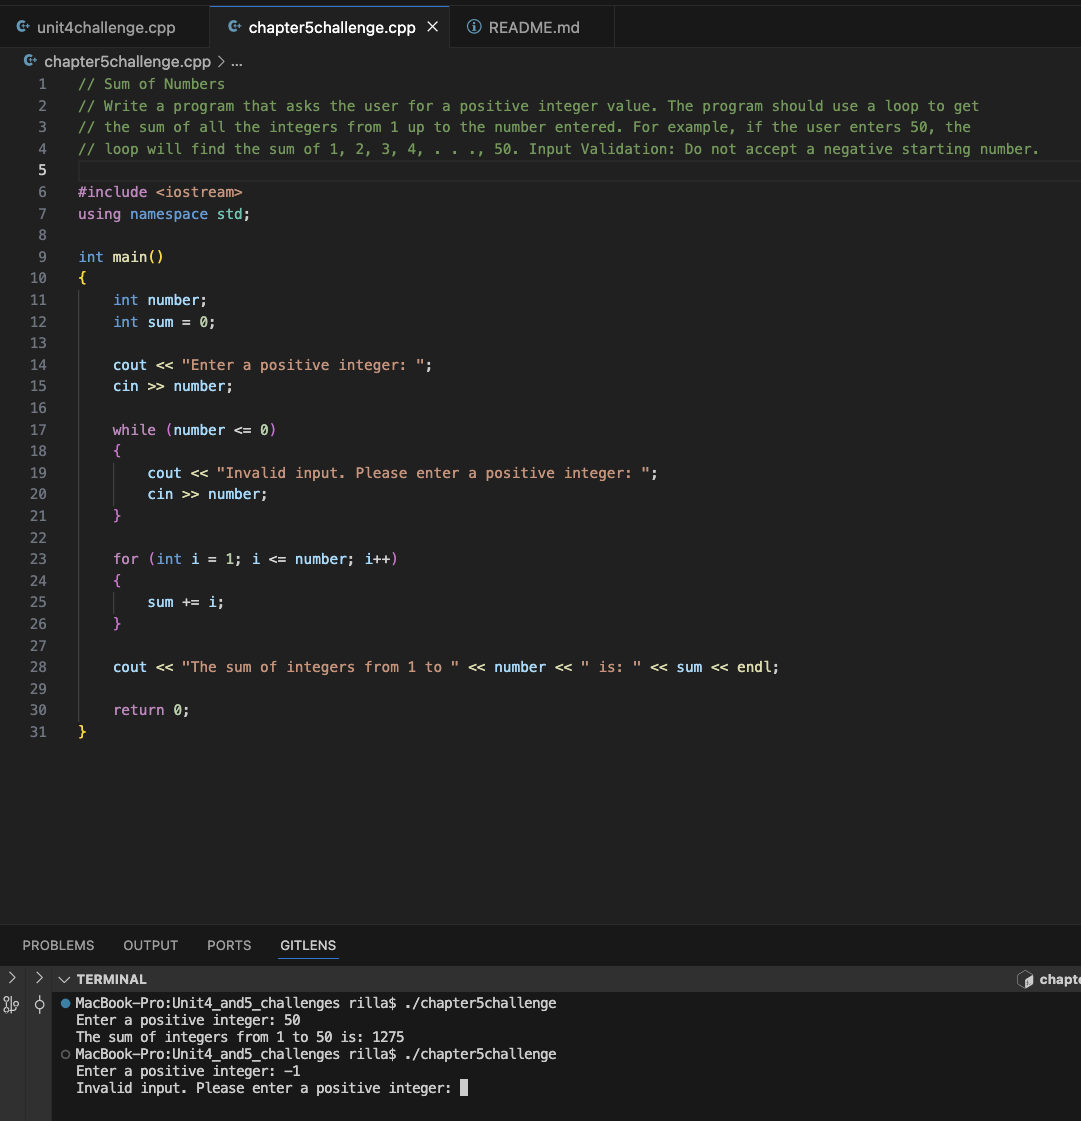 unit4challenge.cpp
chapter5challenge.cpp
README.md
chapter5challenge.cpp > ...
1 // Sum of Numbers
2 // Write a program that asks the user for a positive integer value. The program should use a loop to get
3 // the sum of all the integers from 1 up to the number entered. For example, if the user enters 50, the
4 // loop will find the sum of 1, 2, 3, 4, . . ., 50. Input Validation: Do not accept a negative starting number.
5
6 #include <iostream>
7 using namespace std;
8
9 int main()
10 {
11     int number;
12     int sum = 0;
13
14     cout << "Enter a positive integer: ";
15     cin >> number;
16
17     while (number <= 0)
18     {
19         cout << "Invalid input. Please enter a positive integer: ";
20         cin >> number;
21     }
22
23     for (int i = 1; i <= number; i++)
24     {
25         sum += i;
26     }
27
28     cout << "The sum of integers from 1 to " << number << " is: " << sum << endl;
29
30     return 0;
31 }
PROBLEMS OUTPUT PORTS GITLENS
TERMINAL
chapte
MacBook-Pro:Unit4_and5_challenges rilla$ ./chapter5challenge
Enter a positive integer: 50
The sum of integers from 1 to 50 is: 1275
MacBook-Pro:Unit4_and5_challenges rilla$ ./chapter5challenge
Enter a positive integer: -1
Invalid input. Please enter a positive integer: